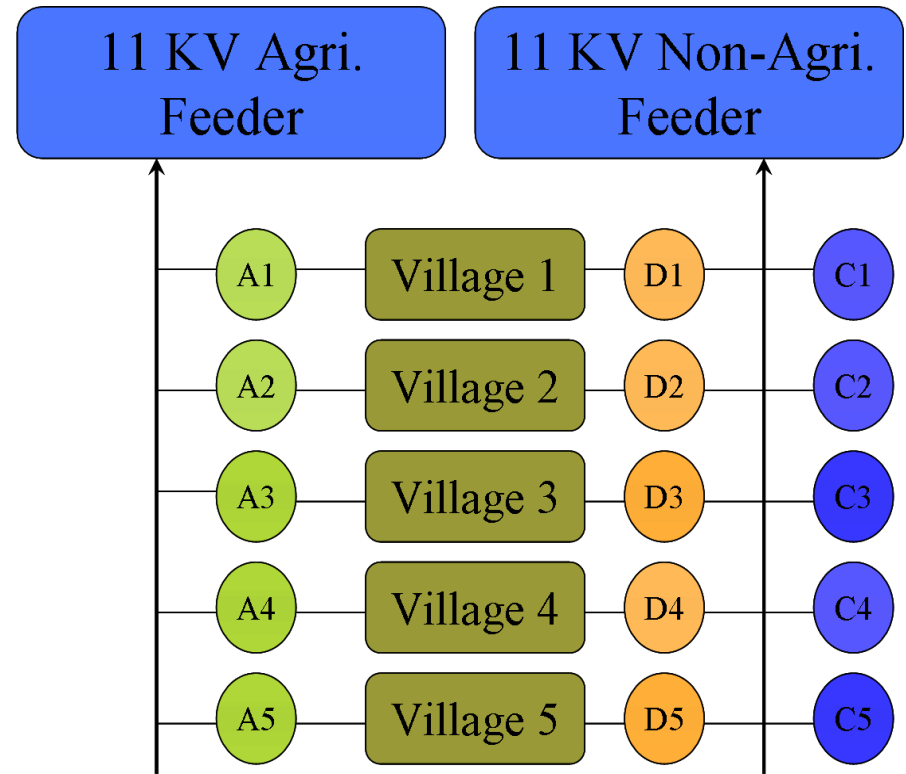 11 KV Agri.
Feeder
11 KV Non-Agri.
Feeder
A1 Village 1 D1 C1
A2 Village 2 D2 C2
A3 Village 3 D3 C3
A4 Village 4 D4 C4
A5 Village 5 D5 C5